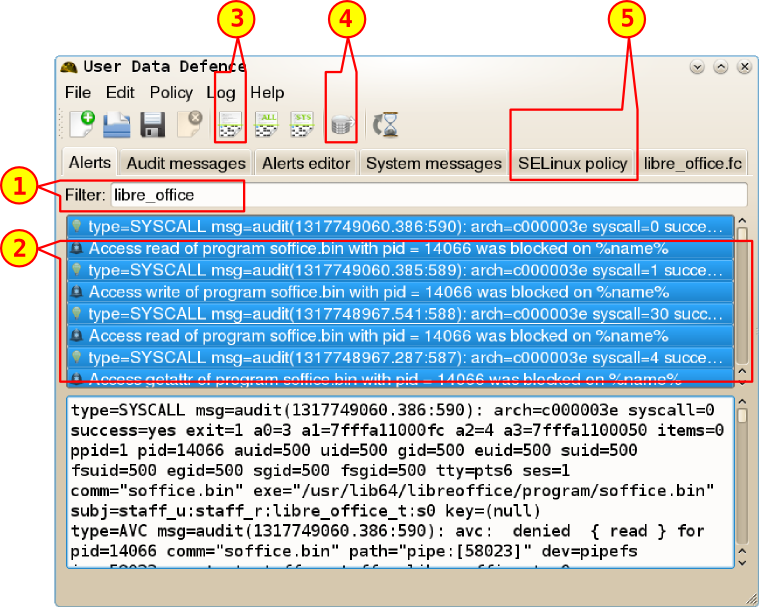 3
4
5
User Data Defence
File Edit Policy Log Help
ALL STS
Alerts Audit messages Alerts editor System messages SELinux policy libre_office.fc
1
Filter: libre_office
type=SYSCALL msg=audit(1317749060.386:590): arch=c000003e syscall=0 succe...
2
Access read of program soffice.bin with pid = 14066 was blocked on %name%
type=SYSCALL msg=audit(1317749060.385:589): arch=c000003e syscall=1 succe...
Access write of program soffice.bin with pid = 14066 was blocked on %name%
type=SYSCALL msg=audit(1317748967.541:588): arch=c000003e syscall=30 succ...
Access read of program soffice.bin with pid = 14066 was blocked on %name%
type=SYSCALL msg=audit(1317748967.287:587): arch=c000003e syscall=4 succe...
Access getattr of program soffice.bin with pid = 14066 was blocked on %name%
type=SYSCALL msg=audit(1317749060.386:590): arch=c000003e syscall=0
success=yes exit=1 a0=3 a1=7fffa11000fc a2=4 a3=7fffa1100050 items=0
ppid=1 pid=14066 auid=500 uid=500 gid=500 euid=500 suid=500
fsuid=500 egid=500 sgid=500 fsgid=500 tty=pts6 ses=1
comm="soffice.bin" exe="/usr/lib64/libreoffice/program/soffice.bin"
subj=staff_u:staff_r:libre_office_t:s0 key=(null)
type=AVC msg=audit(1317749060.386:590): avc: denied { read } for
pid=14066 comm="soffice.bin" path="pipe:[58023]" dev=pipefs